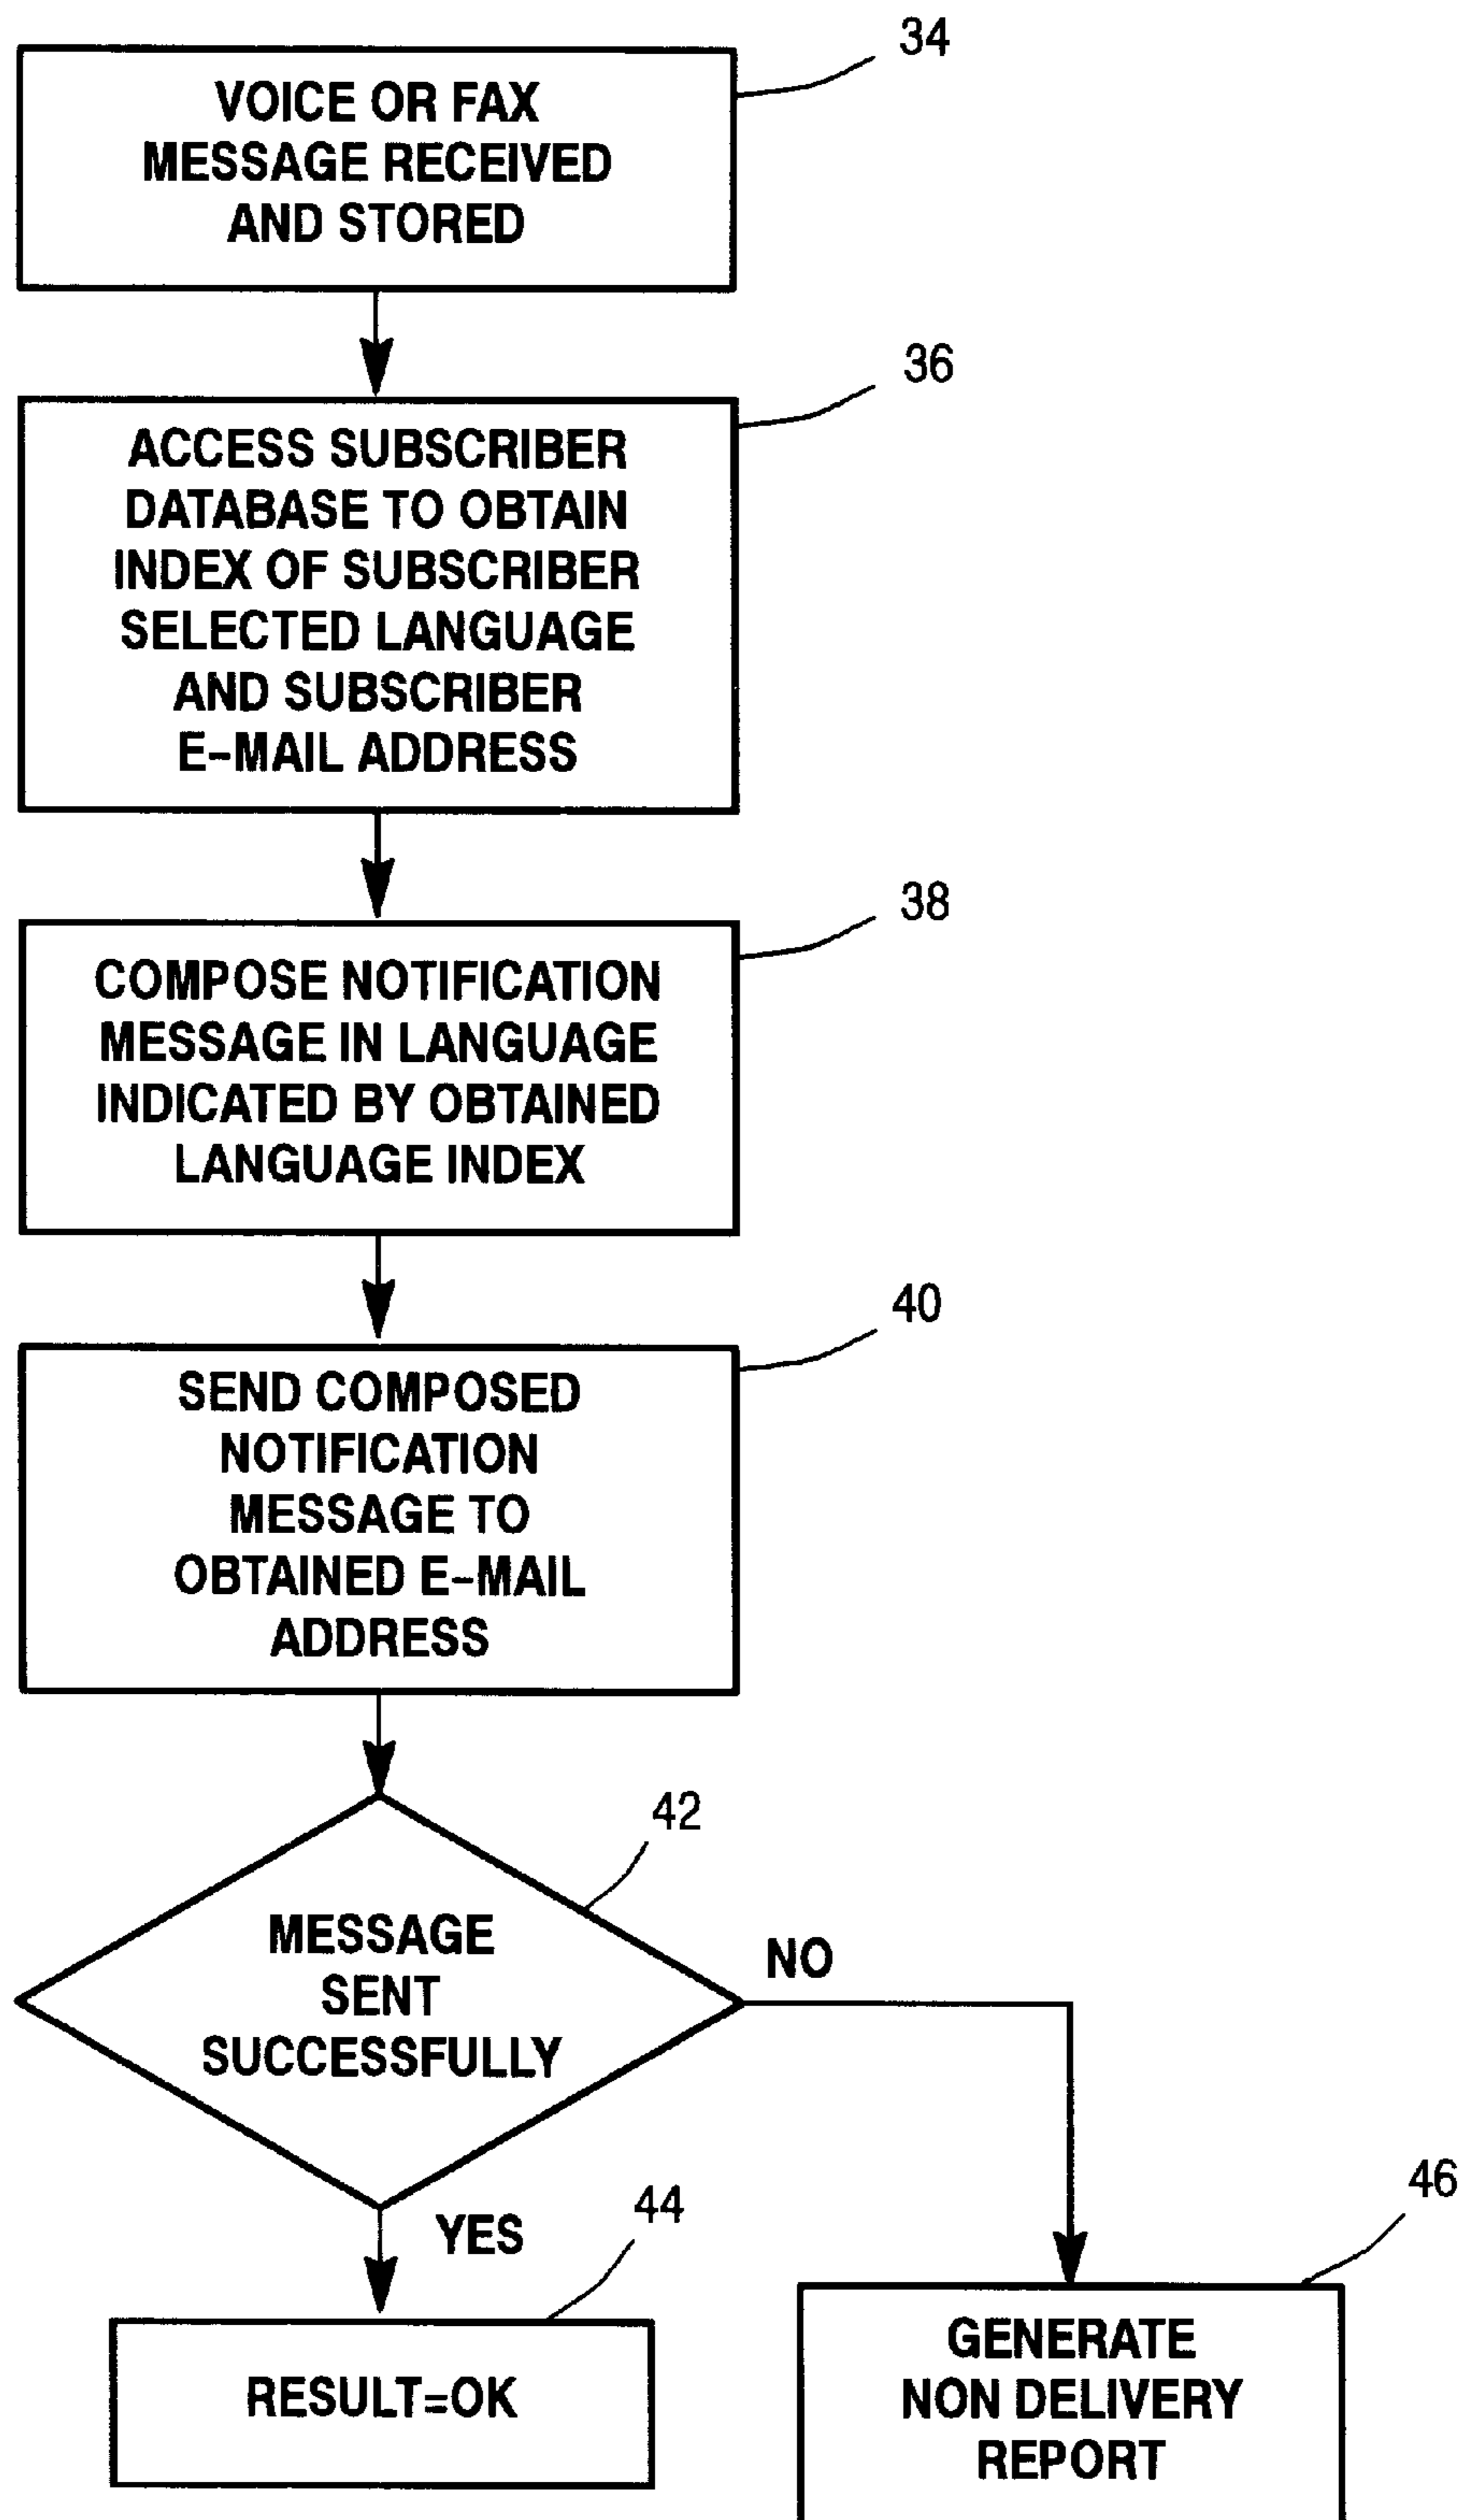 34
VOICE OR FAX
MESSAGE RECEIVED
AND STORED
36
ACCESS SUBSCRIBER
DATABASE TO OBTAIN
INDEX OF SUBSCRIBER
SELECTED LANGUAGE
AND SUBSCRIBER
E-MAIL ADDRESS
38
COMPOSE NOTIFICATION
MESSAGE IN LANGUAGE
INDICATED BY OBTAINED
LANGUAGE INDEX
40
SEND COMPOSED
NOTIFICATION
MESSAGE TO
OBTAINED E-MAIL
ADDRESS
42
MESSAGE
SENT
SUCCESSFULLY
NO
YES
44
RESULT=OK
46
GENERATE
NON DELIVERY
REPORT